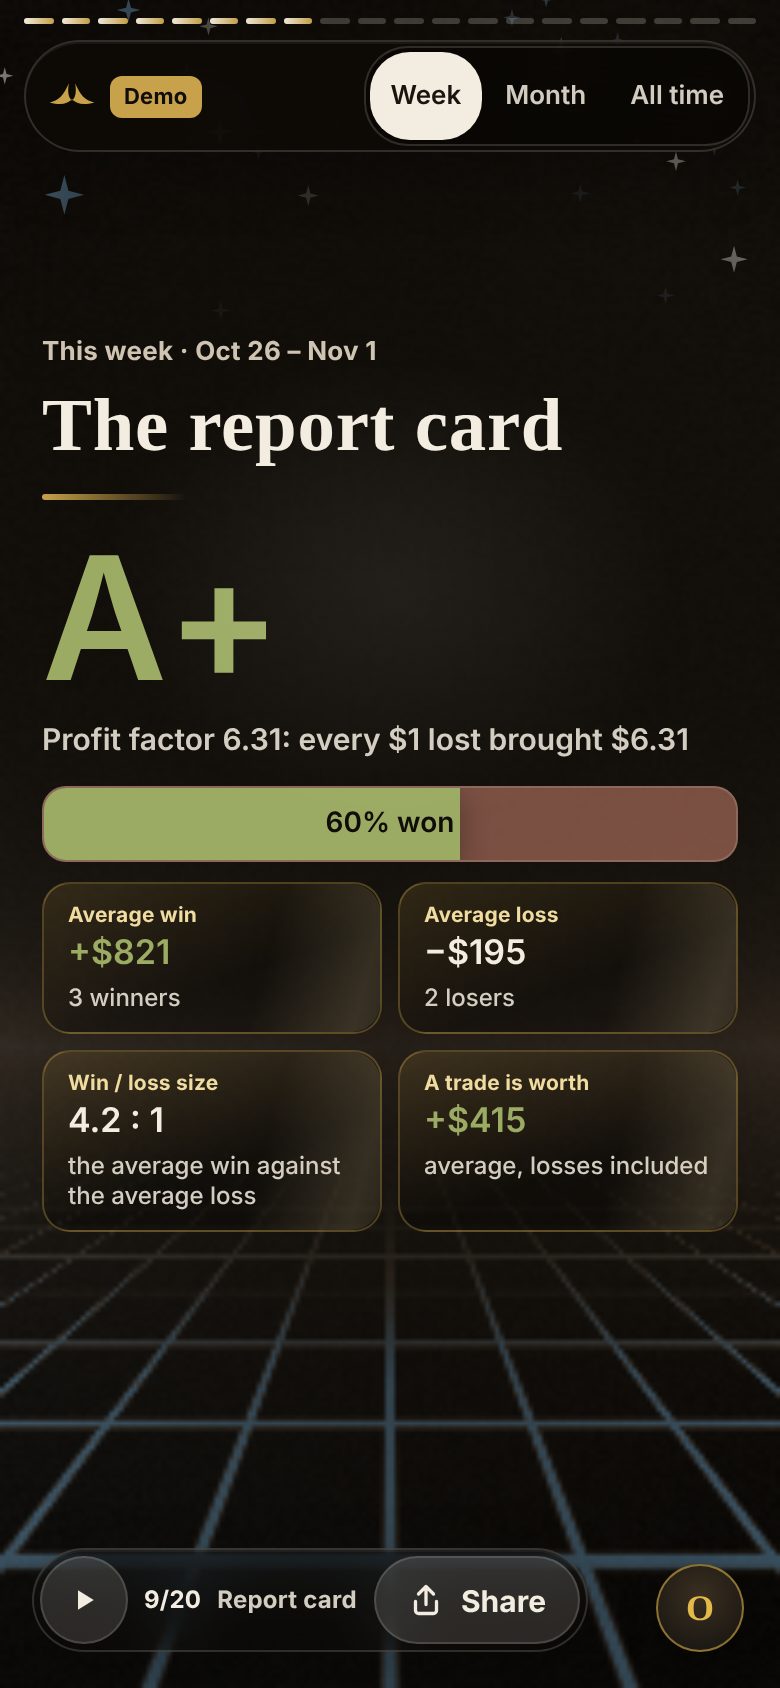 Demo
Week
Month
All time
This week · Oct 26 – Nov 1
The report card
A+
Profit factor 6.31: every $1 lost brought $6.31
60% won
Average win
+$821
3 winners
Average loss
−$195
2 losers
Win / loss size
4.2 : 1
the average win against
the average loss
A trade is worth
+$415
average, losses included
9/20 Report card
Share
O